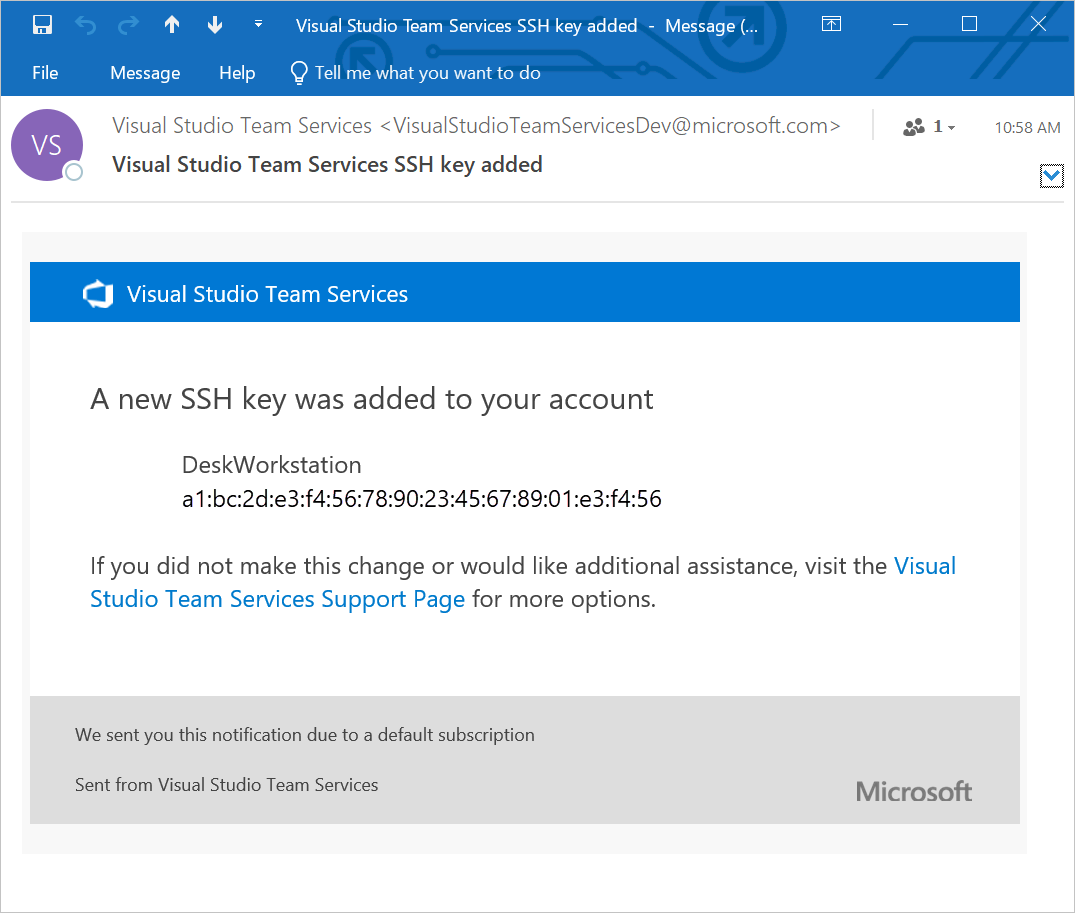 Visual Studio Team Services SSH key added - Message (...
File Message Help Tell me what you want to do
VS
Visual Studio Team Services <VisualStudioTeamServicesDev@microsoft.com>
1
10:58 AM
Visual Studio Team Services SSH key added
Visual Studio Team Services
A new SSH key was added to your account
DeskWorkstation
a1:bc:2d:e3:f4:56:78:90:23:45:67:89:01:e3:f4:56
If you did not make this change or would like additional assistance, visit the Visual
Studio Team Services Support Page for more options.
We sent you this notification due to a default subscription
Sent from Visual Studio Team Services
Microsoft